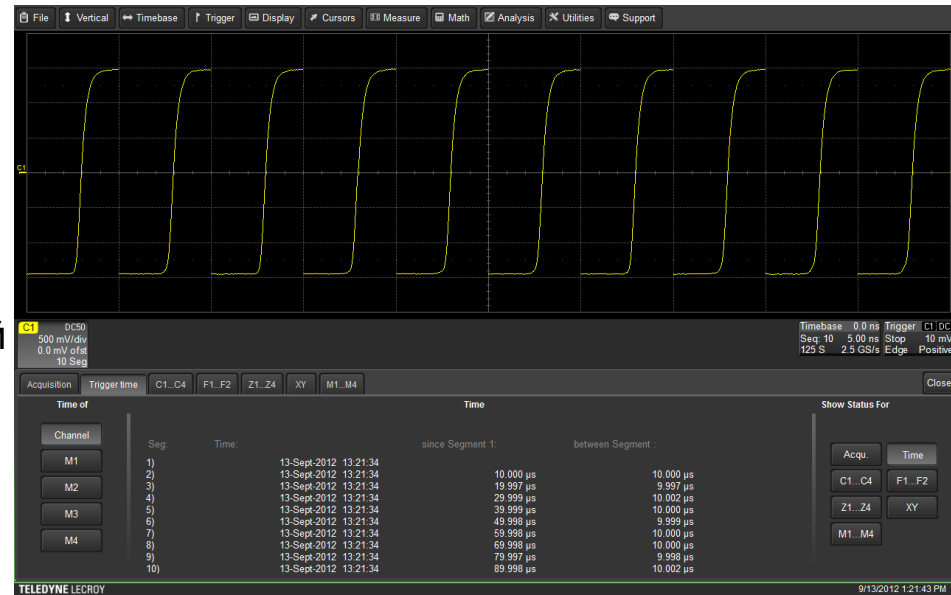 File Vertical Timebase Trigger Display Cursors Measure Math Analysis Utilities Support
C1
й
C1 DC50
500 mV/div
0.0 mV ofst
10 Seg
Timebase 0.0 ns
Seq: 10 5.00 ns
125 S 2.5 GS/s
Trigger C1 DC
Stop 10 mV
Edge Positive
Acquisition Trigger time C1...C4 F1...F2 Z1...Z4 XY M1...M4 Close
Time of
Channel
M1
M2
M3
M4
Time
Seg: Time: since Segment 1: between Segment :
1) 13-Sept-2012 13:21:34
2) 13-Sept-2012 13:21:34 10.000 µs 10.000 µs
3) 13-Sept-2012 13:21:34 19.997 µs 9.997 µs
4) 13-Sept-2012 13:21:34 29.999 µs 10.002 µs
5) 13-Sept-2012 13:21:34 39.999 µs 10.000 µs
6) 13-Sept-2012 13:21:34 49.998 µs 9.999 µs
7) 13-Sept-2012 13:21:34 59.998 µs 10.000 µs
8) 13-Sept-2012 13:21:34 69.998 µs 10.000 µs
9) 13-Sept-2012 13:21:34 79.997 µs 9.998 µs
10) 13-Sept-2012 13:21:34 89.998 µs 10.002 µs
Show Status For
Acqu. Time
C1...C4 F1...F2
Z1...Z4 XY
M1...M4
TELEDYNE LECROY 9/13/2012 1:21:43 PM